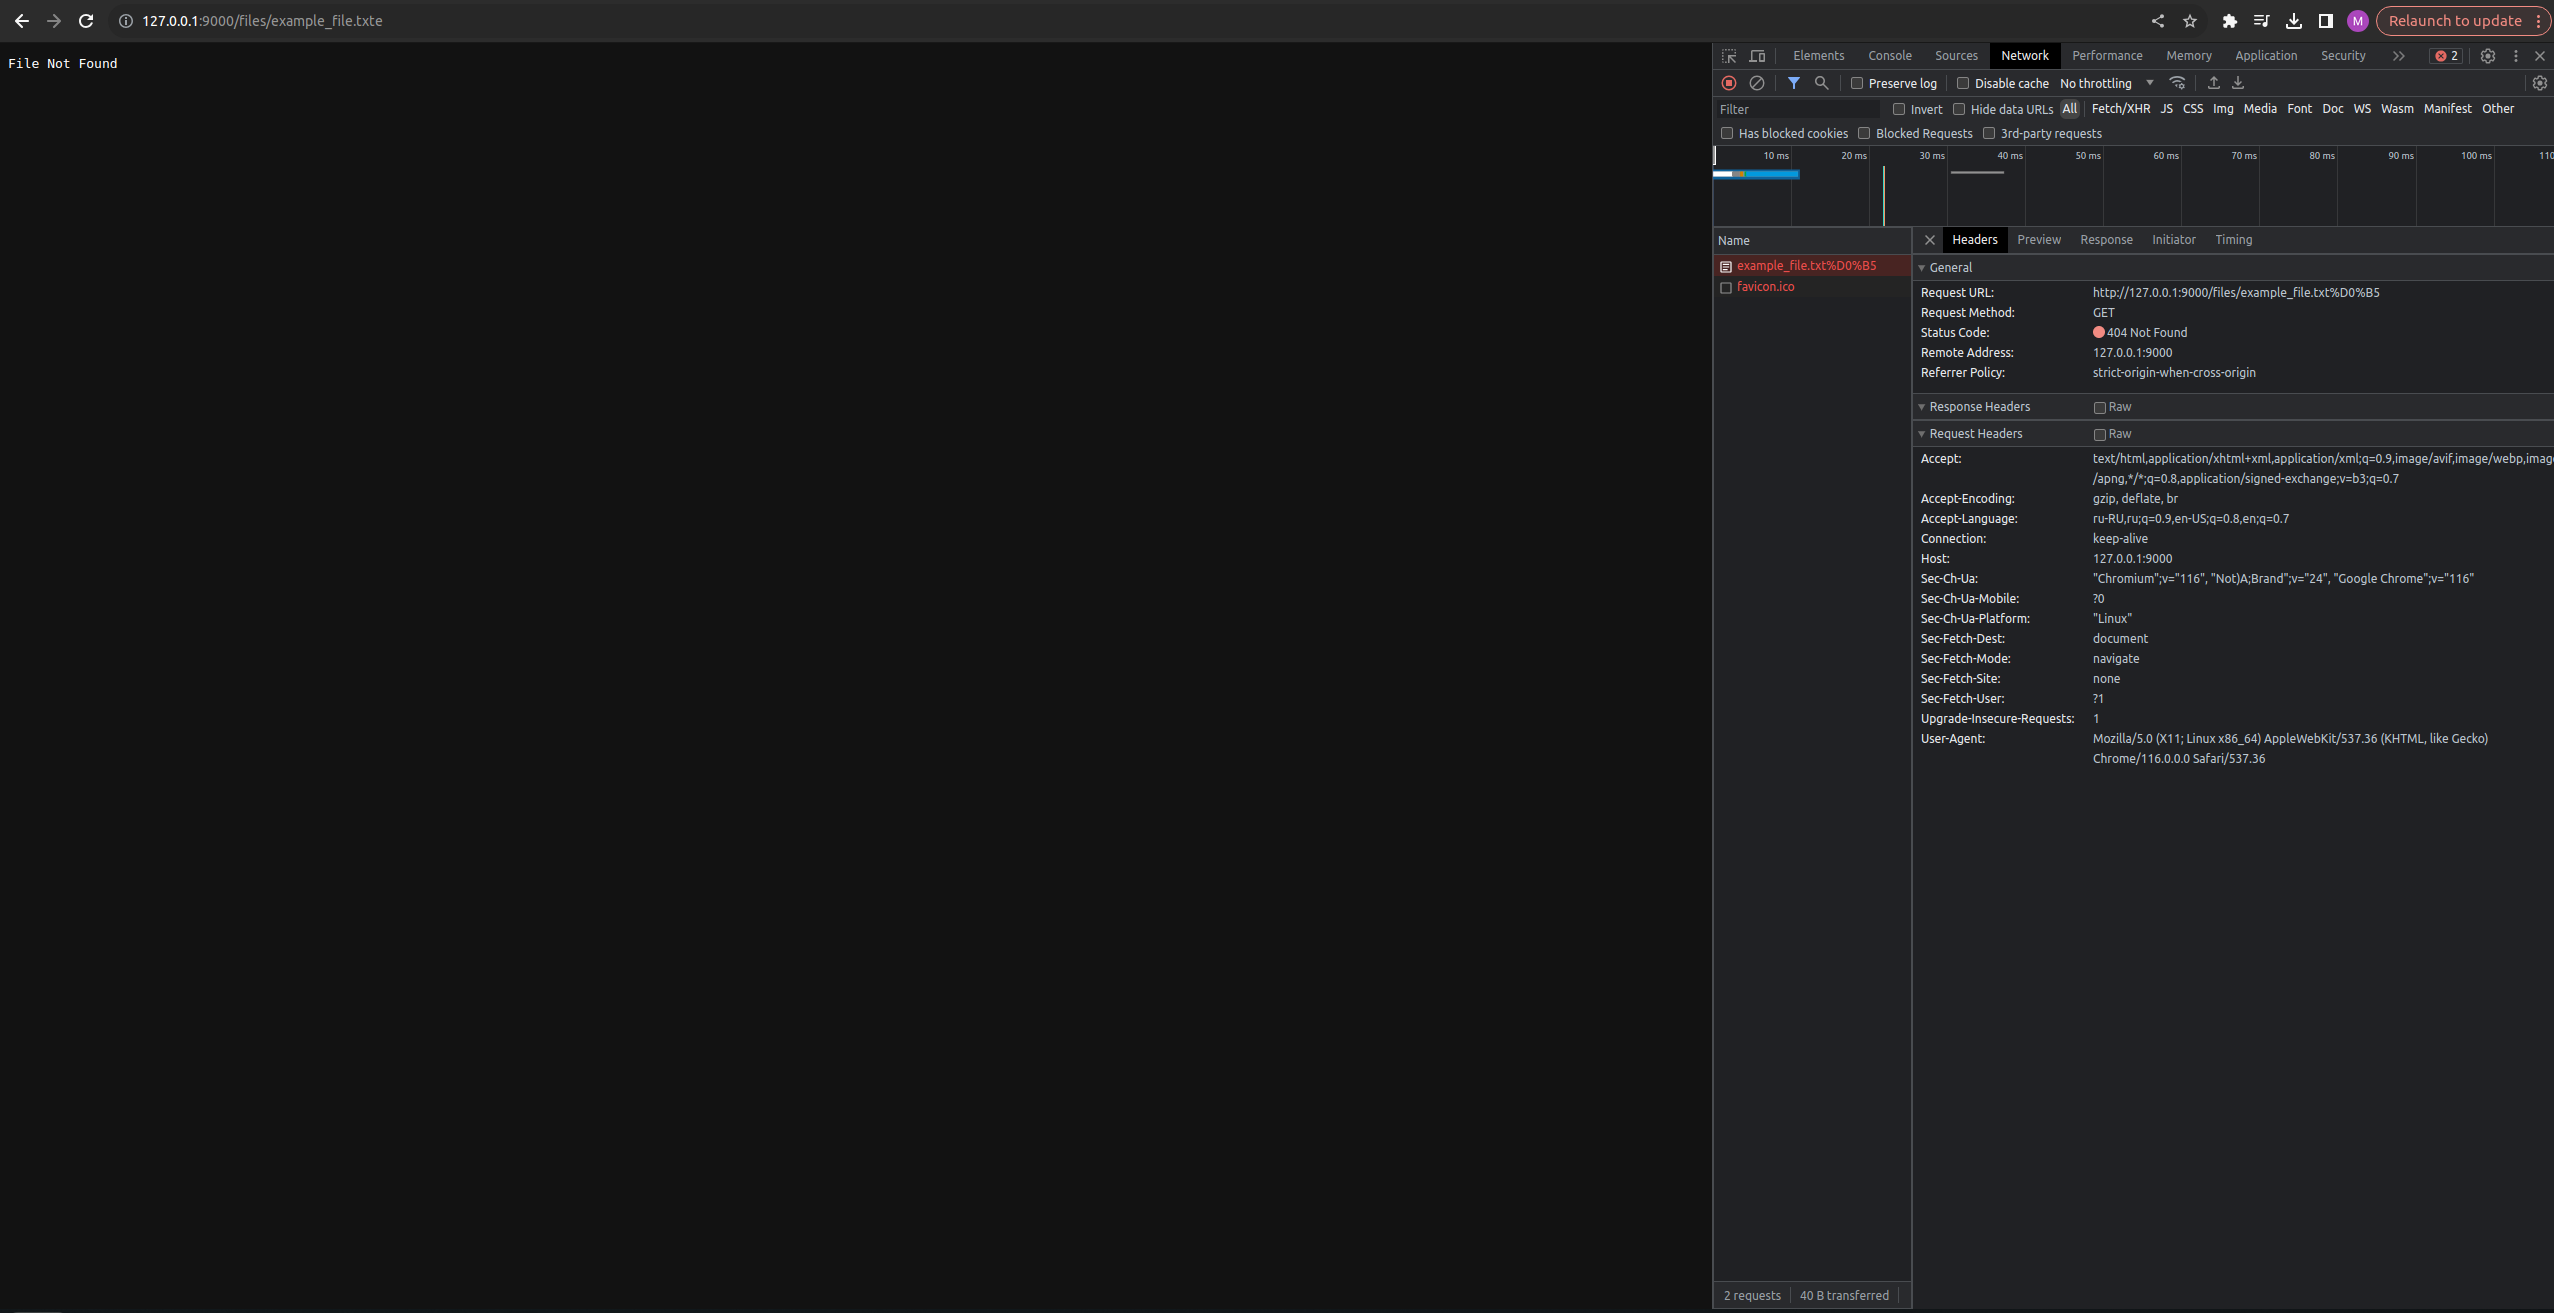 127.0.0.1:9000/files/example_file.txtе
M
Relaunch to update
File Not Found
Elements Console Sources Network Performance Memory Application Security 2
Preserve log Disable cache No throttling
Filter Invert Hide data URLs All Fetch/XHR JS CSS Img Media Font Doc WS Wasm Manifest Other
Has blocked cookies Blocked Requests 3rd-party requests
10 ms 20 ms 30 ms 40 ms 50 ms 60 ms 70 ms 80 ms 90 ms 100 ms 110
Name
example_file.txt%D0%B5
favicon.ico
Headers Preview Response Initiator Timing
General
Request URL: http://127.0.0.1:9000/files/example_file.txt%D0%B5
Request Method: GET
Status Code: 404 Not Found
Remote Address: 127.0.0.1:9000
Referrer Policy: strict-origin-when-cross-origin
Response Headers Raw
Request Headers Raw
Accept: text/html,application/xhtml+xml,application/xml;q=0.9,image/avif,image/webp,image
/apng,*/*;q=0.8,application/signed-exchange;v=b3;q=0.7
Accept-Encoding: gzip, deflate, br
Accept-Language: ru-RU,ru;q=0.9,en-US;q=0.8,en;q=0.7
Connection: keep-alive
Host: 127.0.0.1:9000
Sec-Ch-Ua: "Chromium";v="116", "Not)A;Brand";v="24", "Google Chrome";v="116"
Sec-Ch-Ua-Mobile: ?0
Sec-Ch-Ua-Platform: "Linux"
Sec-Fetch-Dest: document
Sec-Fetch-Mode: navigate
Sec-Fetch-Site: none
Sec-Fetch-User: ?1
Upgrade-Insecure-Requests: 1
User-Agent: Mozilla/5.0 (X11; Linux x86_64) AppleWebKit/537.36 (KHTML, like Gecko)
Chrome/116.0.0.0 Safari/537.36
2 requests 40 B transferred